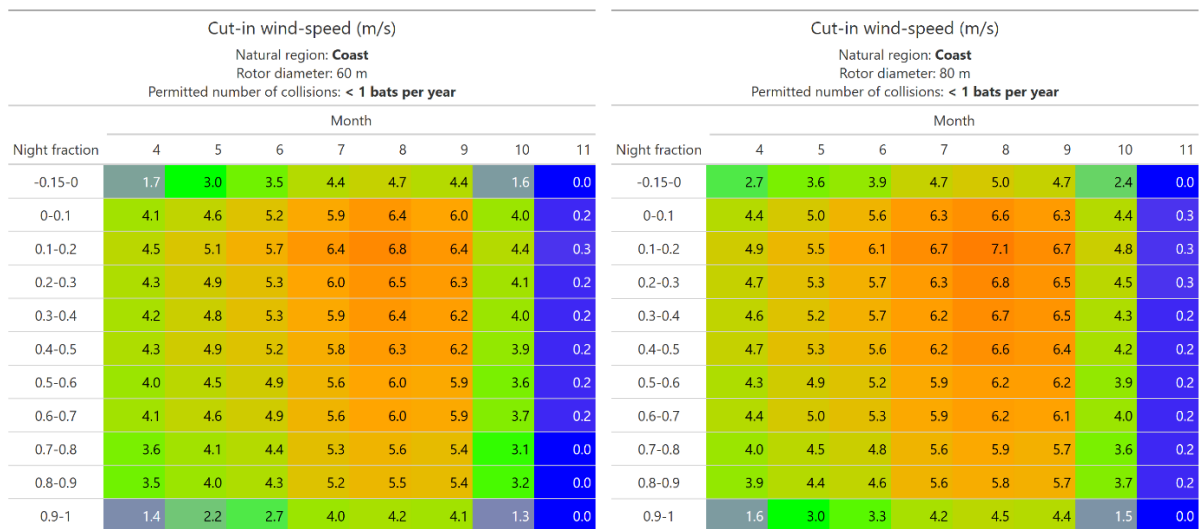 Cut-in wind-speed (m/s)
Natural region: Coast
Rotor diameter: 60 m
Permitted number of collisions: < 1 bats per year
Month
Night fraction 4 5 6 7 8 9 10 11
-0.15-0 1.7 3.0 3.5 4.4 4.7 4.4 1.6 0.0
0-0.1 4.1 4.6 5.2 5.9 6.4 6.0 4.0 0.2
0.1-0.2 4.5 5.1 5.7 6.4 6.8 6.4 4.4 0.3
0.2-0.3 4.3 4.9 5.3 6.0 6.5 6.3 4.1 0.2
0.3-0.4 4.2 4.8 5.3 5.9 6.4 6.2 4.0 0.2
0.4-0.5 4.3 4.9 5.2 5.8 6.3 6.2 3.9 0.2
0.5-0.6 4.0 4.5 4.9 5.6 6.0 5.9 3.6 0.2
0.6-0.7 4.1 4.6 4.9 5.6 6.0 5.9 3.7 0.2
0.7-0.8 3.6 4.1 4.4 5.3 5.6 5.4 3.1 0.0
0.8-0.9 3.5 4.0 4.3 5.2 5.5 5.4 3.2 0.0
0.9-1 1.4 2.2 2.7 4.0 4.2 4.1 1.3 0.0
Cut-in wind-speed (m/s)
Natural region: Coast
Rotor diameter: 80 m
Permitted number of collisions: < 1 bats per year
Month
Night fraction 4 5 6 7 8 9 10 11
-0.15-0 2.7 3.6 3.9 4.7 5.0 4.7 2.4 0.0
0-0.1 4.4 5.0 5.6 6.3 6.6 6.3 4.4 0.3
0.1-0.2 4.9 5.5 6.1 6.7 7.1 6.7 4.8 0.3
0.2-0.3 4.7 5.3 5.7 6.3 6.8 6.5 4.5 0.3
0.3-0.4 4.6 5.2 5.7 6.2 6.7 6.5 4.3 0.2
0.4-0.5 4.7 5.3 5.6 6.2 6.6 6.4 4.2 0.2
0.5-0.6 4.3 4.9 5.2 5.9 6.2 6.2 3.9 0.2
0.6-0.7 4.4 5.0 5.3 5.9 6.2 6.1 4.0 0.2
0.7-0.8 4.0 4.5 4.8 5.6 5.9 5.7 3.6 0.2
0.8-0.9 3.9 4.4 4.6 5.6 5.8 5.7 3.7 0.2
0.9-1 1.6 3.0 3.3 4.2 4.5 4.4 1.5 0.0